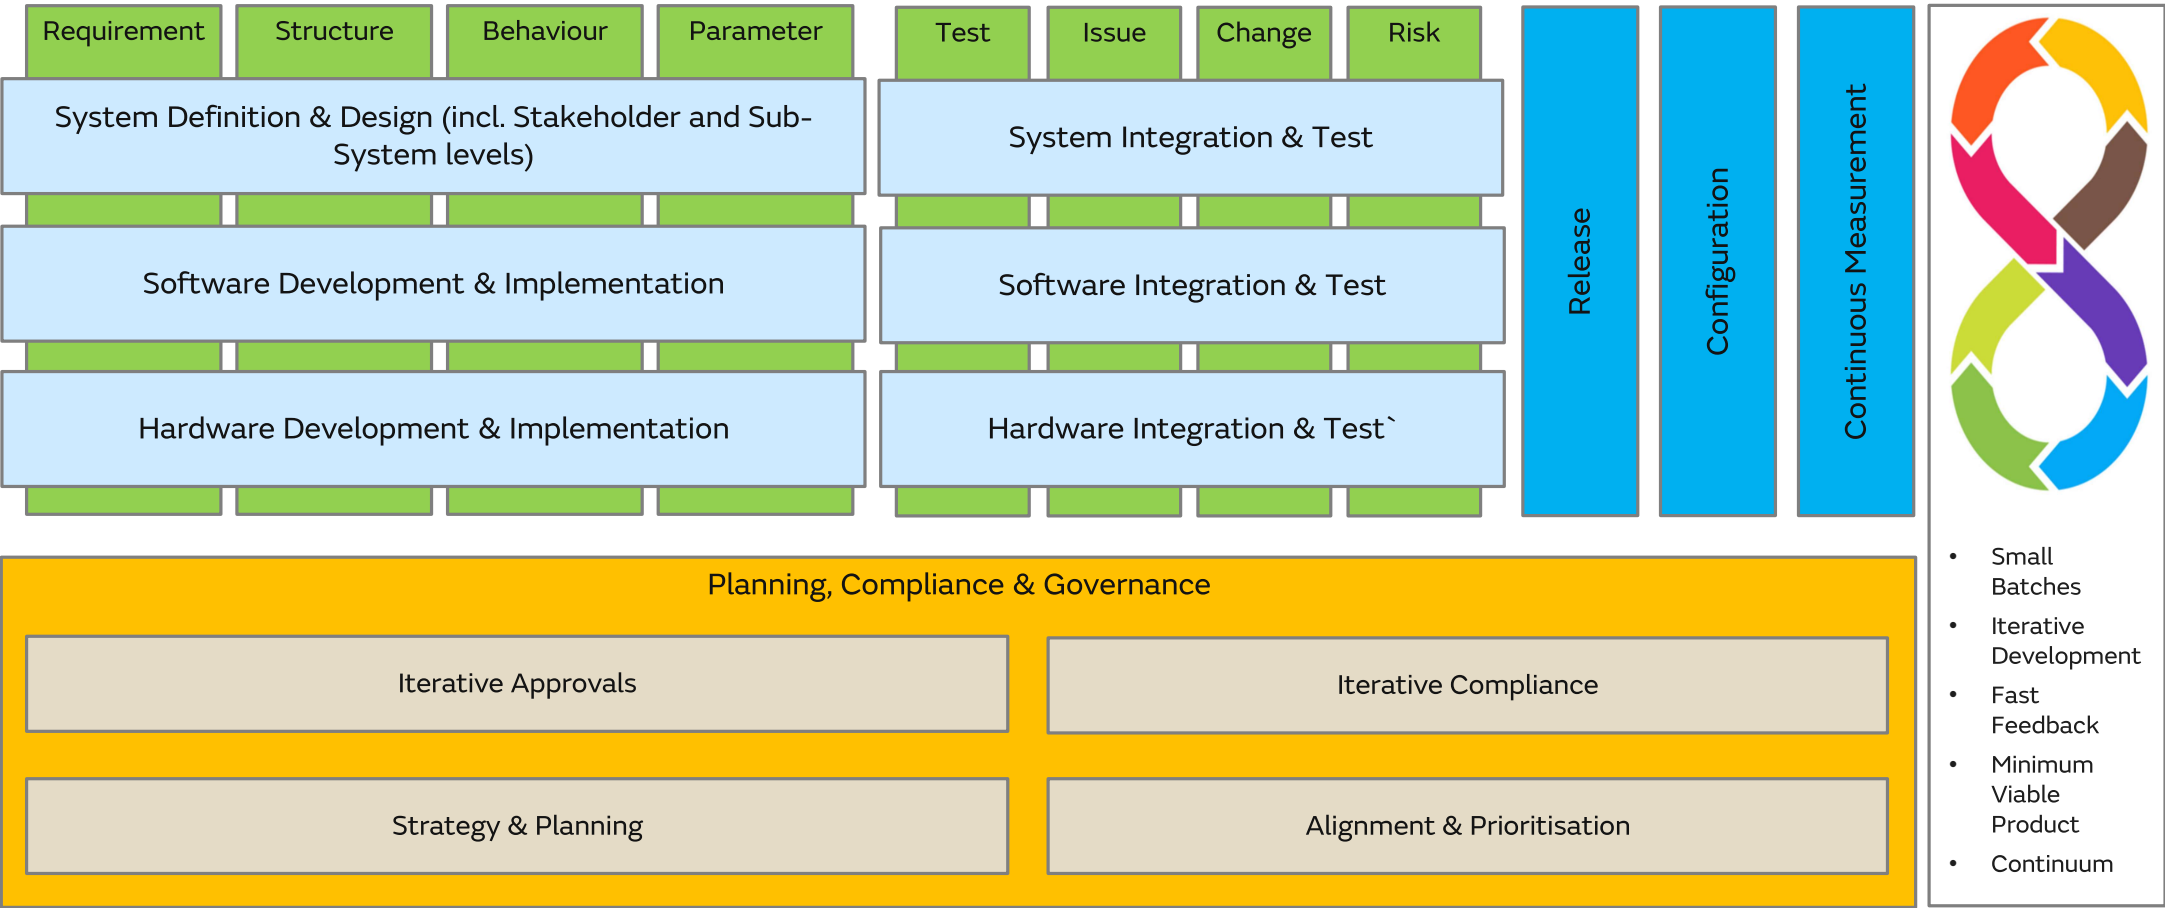 Requirement
Structure
Behaviour
Parameter
Test
Issue
Change
Risk
System Definition & Design (incl. Stakeholder and Sub-
System levels)
System Integration & Test
Software Development & Implementation
Software Integration & Test
Hardware Development & Implementation
Hardware Integration & Test`
Release
Configuration
Continuous Measurement
Planning, Compliance & Governance
Iterative Approvals
Iterative Compliance
Strategy & Planning
Alignment & Prioritisation
• Small
Batches
• Iterative
Development
• Fast
Feedback
• Minimum
Viable
Product
• Continuum